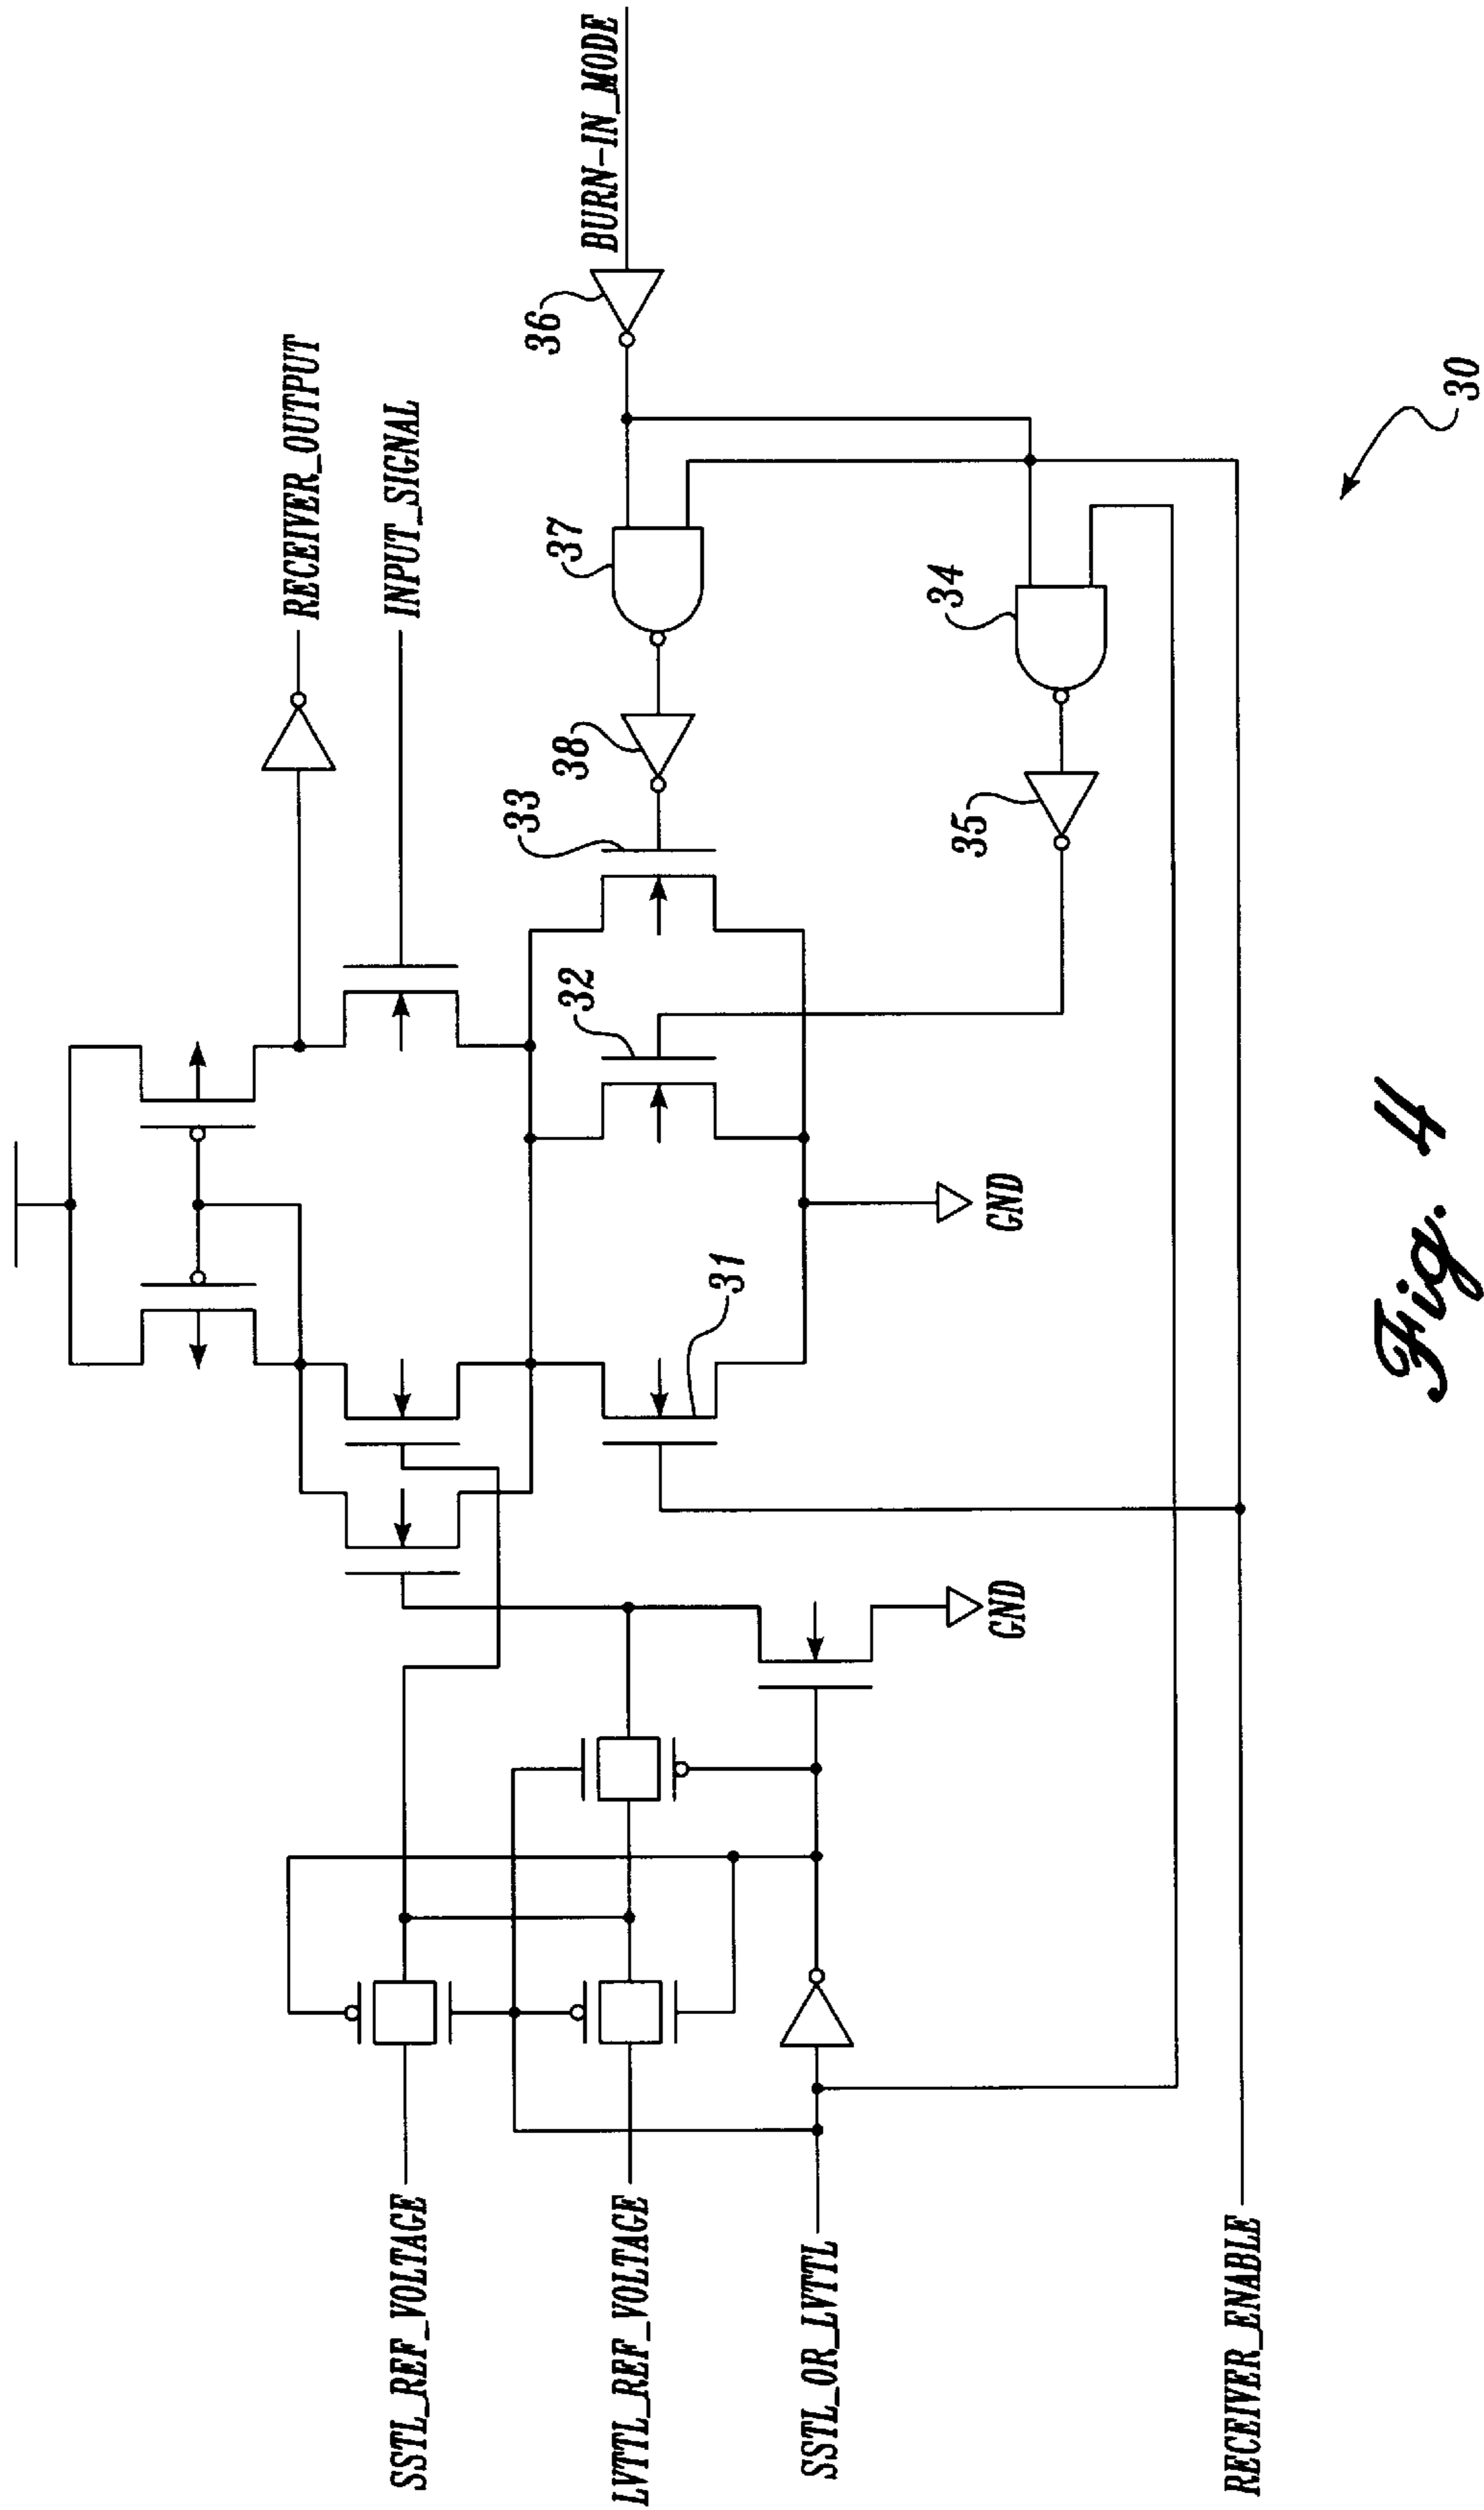 SSTL_REF_VOLTAGE
LVTTL_REF_VOLTAGE
SSTL_OR_LVTTL
RECEIVER_ENABLE
GND
31
GND
32
33
38
37
35
34
36
RECEIVER_OUTPUT
INPUT_SIGNAL
BURN-IN_MODE
30
Fig. 4